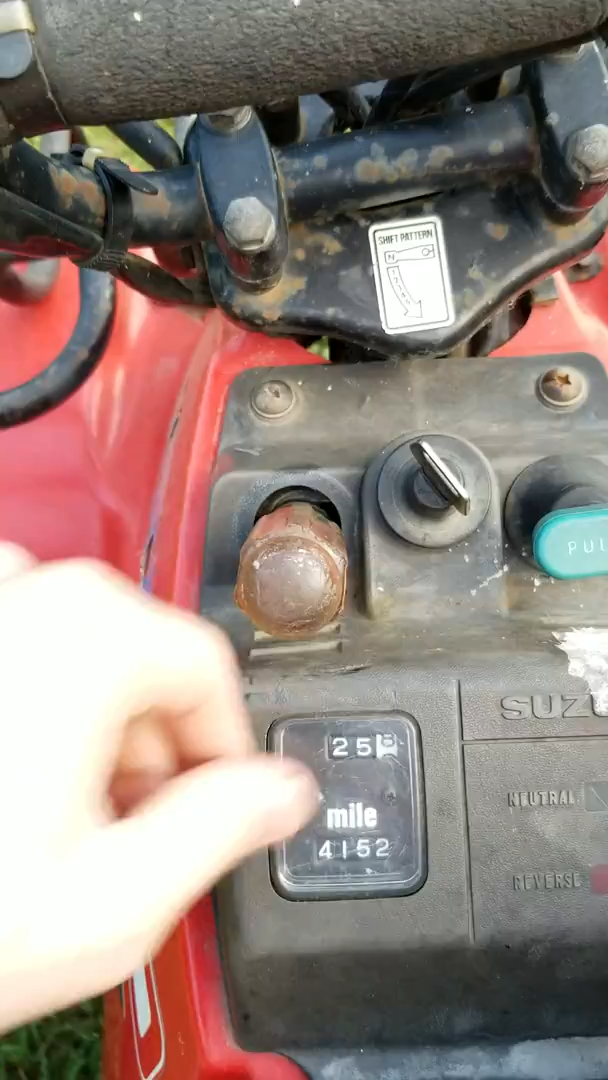 SHIFT PATTERN
N
PUL
25
mile
4152
SUZU
NEUTRAL
REVERSE